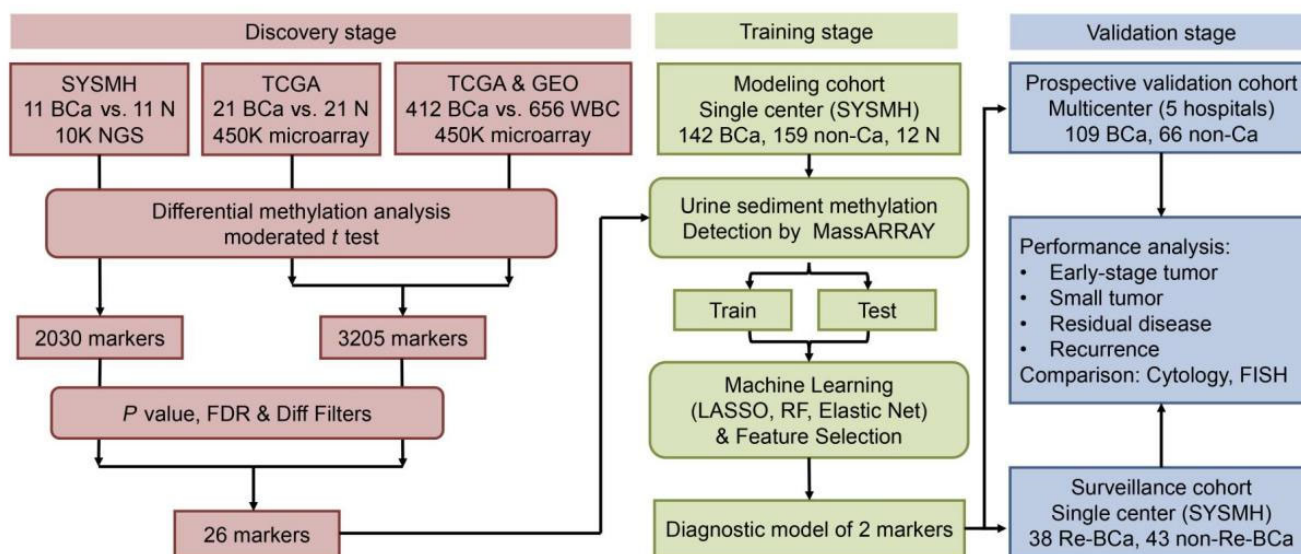 Discovery stage
SYSMH
11 BCa vs. 11 N
10K NGS
TCGA
21 BCa vs. 21 N
450K microarray
TCGA & GEO
412 BCa vs. 656 WBC
450K microarray
Differential methylation analysis
moderated t test
2030 markers
3205 markers
P value, FDR & Diff Filters
26 markers
Training stage
Modeling cohort
Single center (SYSMH)
142 BCa, 159 non-Ca, 12 N
Urine sediment methylation
Detection by MassARRAY
Train
Test
Machine Learning
(LASSO, RF, Elastic Net)
& Feature Selection
Diagnostic model of 2 markers
Validation stage
Prospective validation cohort
Multicenter (5 hospitals)
109 BCa, 66 non-Ca
Performance analysis:
• Early-stage tumor
• Small tumor
• Residual disease
• Recurrence
Comparison: Cytology, FISH
Surveillance cohort
Single center (SYSMH)
38 Re-BCa, 43 non-Re-BCa